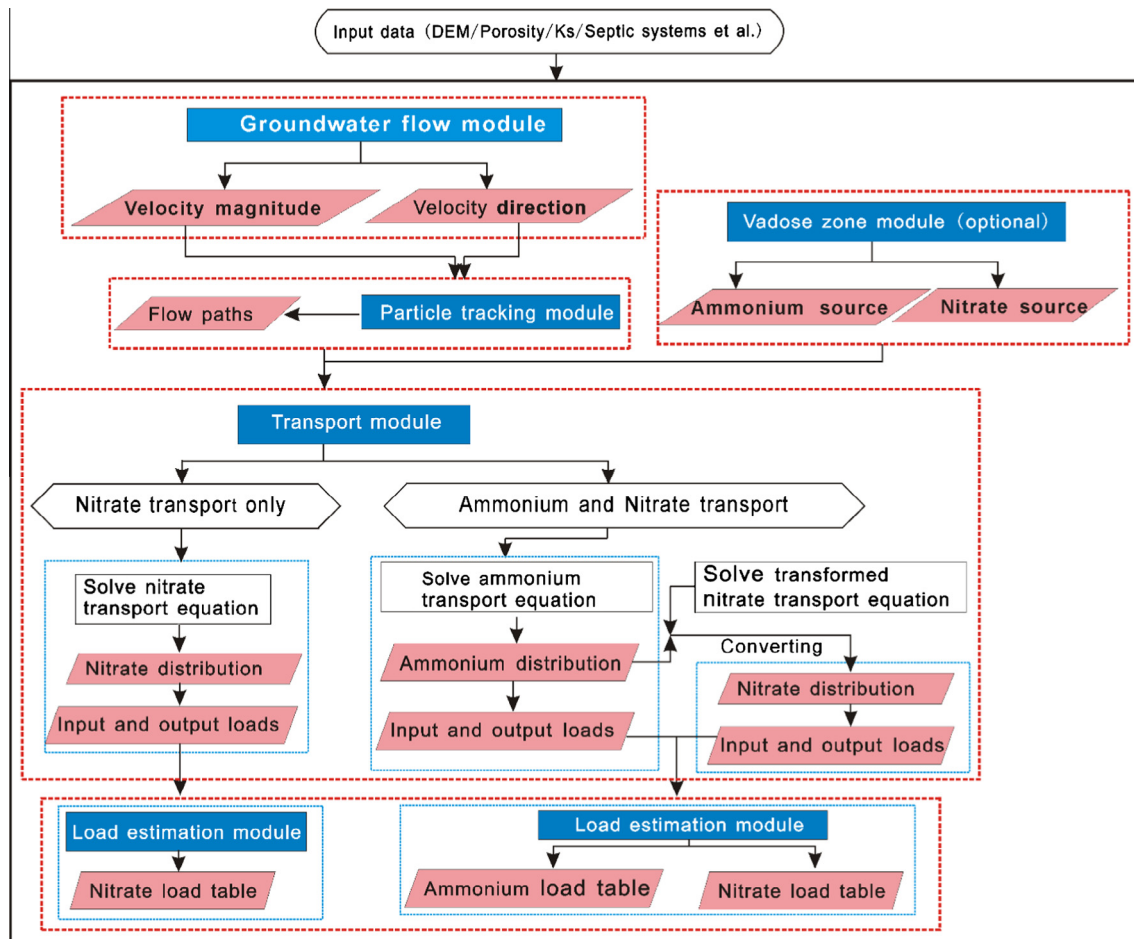 Input data (DEM/Porosity/Ks/Septic systems et al.)
Groundwater flow module
Velocity magnitude
Velocity direction
Vadose zone module (optional)
Ammonium source
Nitrate source
Flow paths
Particle tracking module
Transport module
Nitrate transport only
Ammonium and Nitrate transport
Solve nitrate
transport equation
Nitrate distribution
Input and output loads
Solve ammonium
transport equation
Ammonium distribution
Input and output loads
Solve transformed
nitrate transport equation
Converting
Nitrate distribution
Input and output loads
Load estimation module
Nitrate load table
Load estimation module
Ammonium load table
Nitrate load table